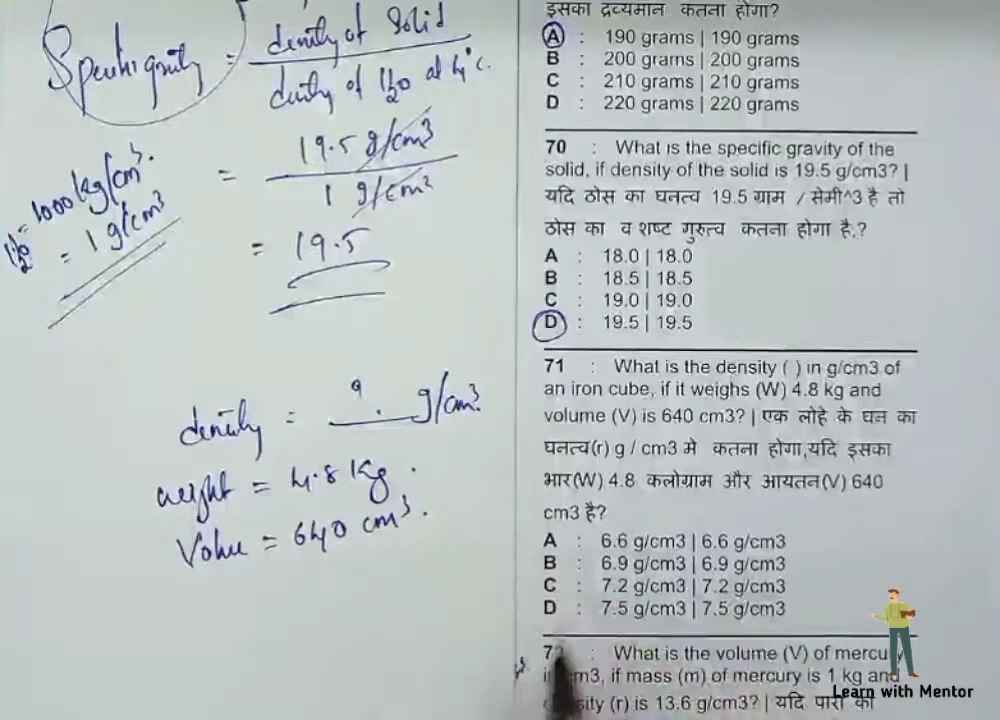 Specific gravity = density of solid
density of H2O at 4°c.
= 19.5 g/cm3
1 g/cm3
= 19.5
H2O = 1000 kg/cm3.
= 1 g/cm3
density = ? g/cm3.
weight = 4.8 Kg.
Volume = 640 cm3.
इसका द्रव्यमान कतना होगा?
A : 190 grams | 190 grams
B : 200 grams | 200 grams
C : 210 grams | 210 grams
D : 220 grams | 220 grams
70 : What is the specific gravity of the
solid, if density of the solid is 19.5 g/cm3? |
यदि ठोस का घनत्व 19.5 ग्राम / सेमी^3 है तो
ठोस का व शष्ट गुरुत्व कतना होगा है.?
A : 18.0 | 18.0
B : 18.5 | 18.5
C : 19.0 | 19.0
D : 19.5 | 19.5
71 : What is the density ( ) in g/cm3 of
an iron cube, if it weighs (W) 4.8 kg and
volume (V) is 640 cm3? | एक लोहे के घन का
घनत्व(r) g / cm3 मे कतना होगा,यदि इसका
भार(W) 4.8 कलोग्राम और आयतन(V) 640
cm3 है?
A : 6.6 g/cm3 | 6.6 g/cm3
B : 6.9 g/cm3 | 6.9 g/cm3
C : 7.2 g/cm3 | 7.2 g/cm3
D : 7.5 g/cm3 | 7.5 g/cm3
: What is the volume (V) of mercury
if mass (m) of mercury is 1 kg and
(r) is 13.6 g/cm3? | यदि पारा का
Learn with Mentor